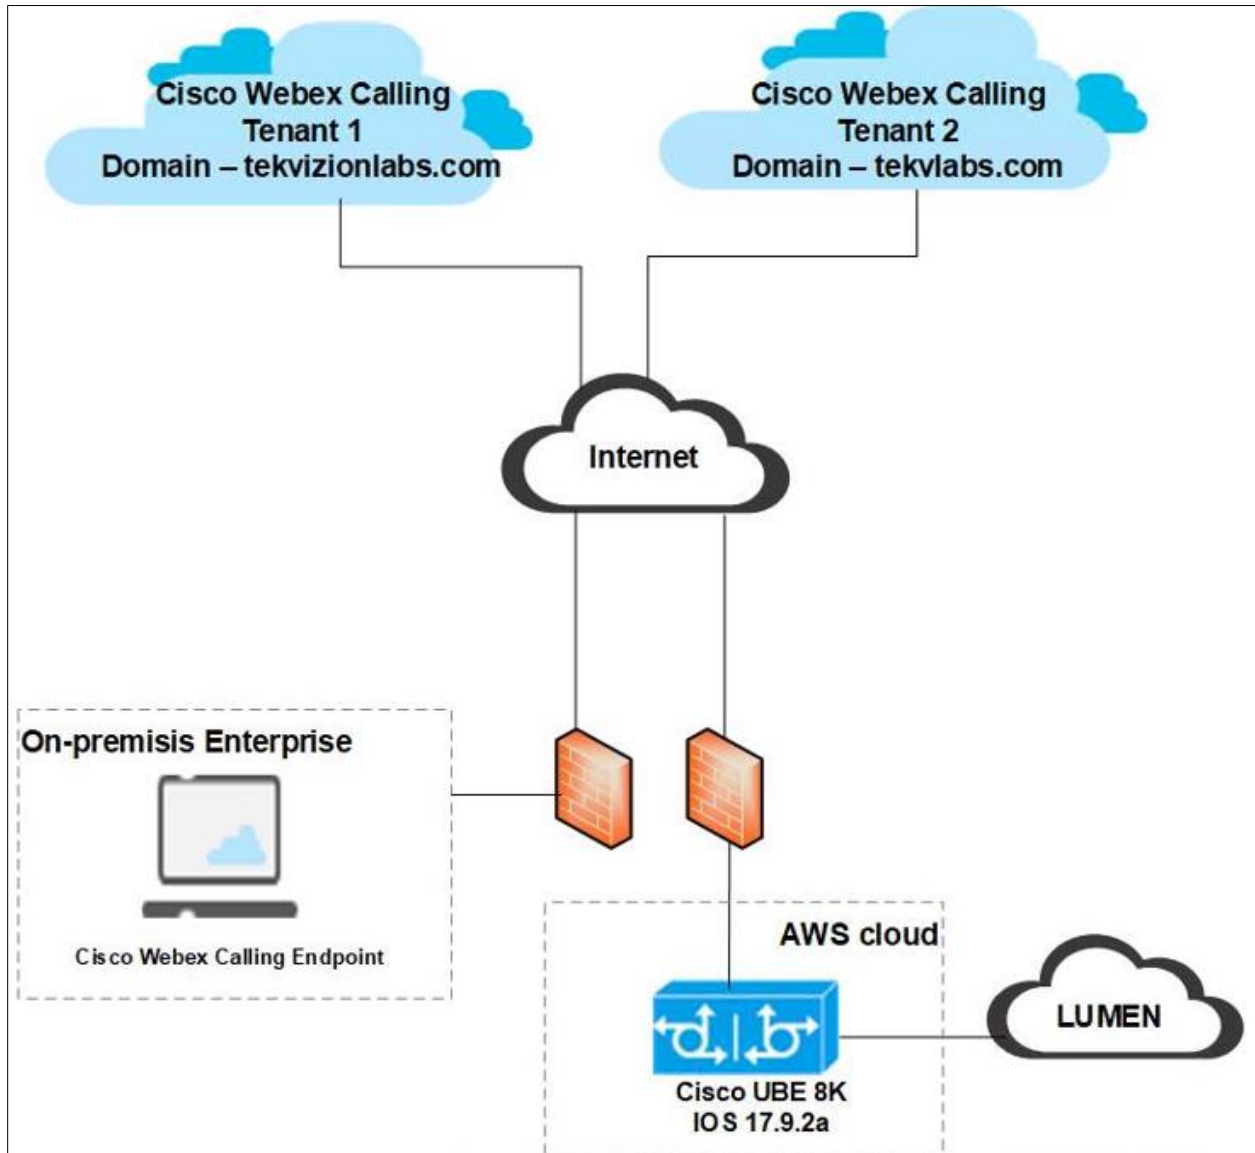 Cisco Webex Calling
Tenant 1
Domain – tekvizionlabs.com
Cisco Webex Calling
Tenant 2
Domain – tekvlabs.com
Internet
On-premisis Enterprise
Cisco Webex Calling Endpoint
AWS cloud
Cisco UBE 8K
IOS 17.9.2a
LUMEN